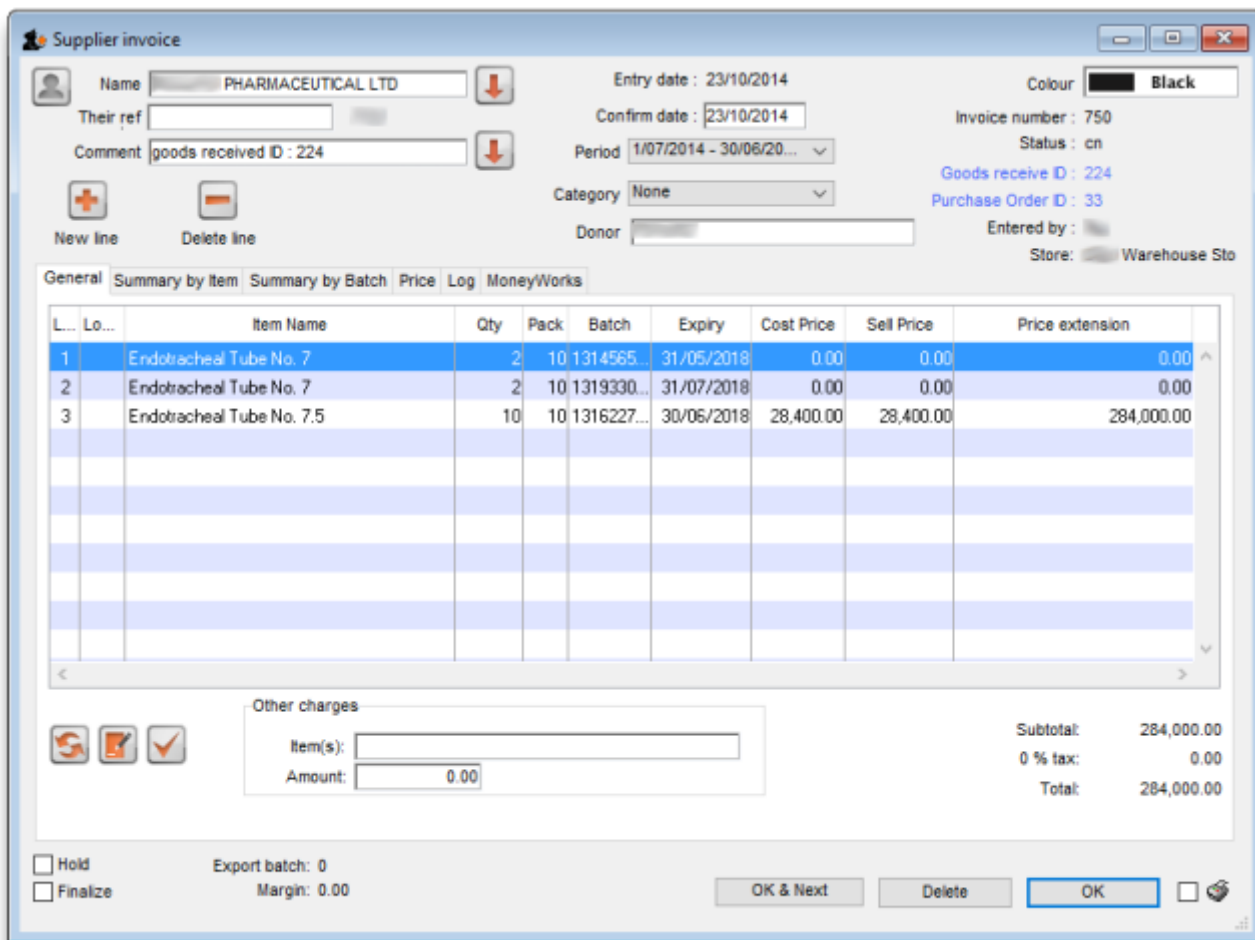 Supplier invoice
Name PHARMACEUTICAL LTD
Their ref
Comment goods received ID : 224
New line
Delete line
Entry date : 23/10/2014
Confirm date : 23/10/2014
Period 1/07/2014 - 30/06/20...
Category None
Donor
Colour Black
Invoice number : 750
Status : cn
Goods receive ID : 224
Purchase Order ID : 33
Entered by :
Store: Warehouse Sto
General Summary by Item Summary by Batch Price Log MoneyWorks
L... Lo... Item Name Qty Pack Batch Expiry Cost Price Sell Price Price extension
1 Endotracheal Tube No. 7 2 10 1314565... 31/05/2018 0.00 0.00 0.00
2 Endotracheal Tube No. 7 2 10 1319330... 31/07/2018 0.00 0.00 0.00
3 Endotracheal Tube No. 7.5 10 10 1316227... 30/06/2018 28,400.00 28,400.00 284,000.00
Other charges
Item(s):
Amount: 0.00
Subtotal: 284,000.00
0 % tax: 0.00
Total: 284,000.00
Hold
Finalize
Export batch: 0
Margin: 0.00
OK & Next
Delete
OK